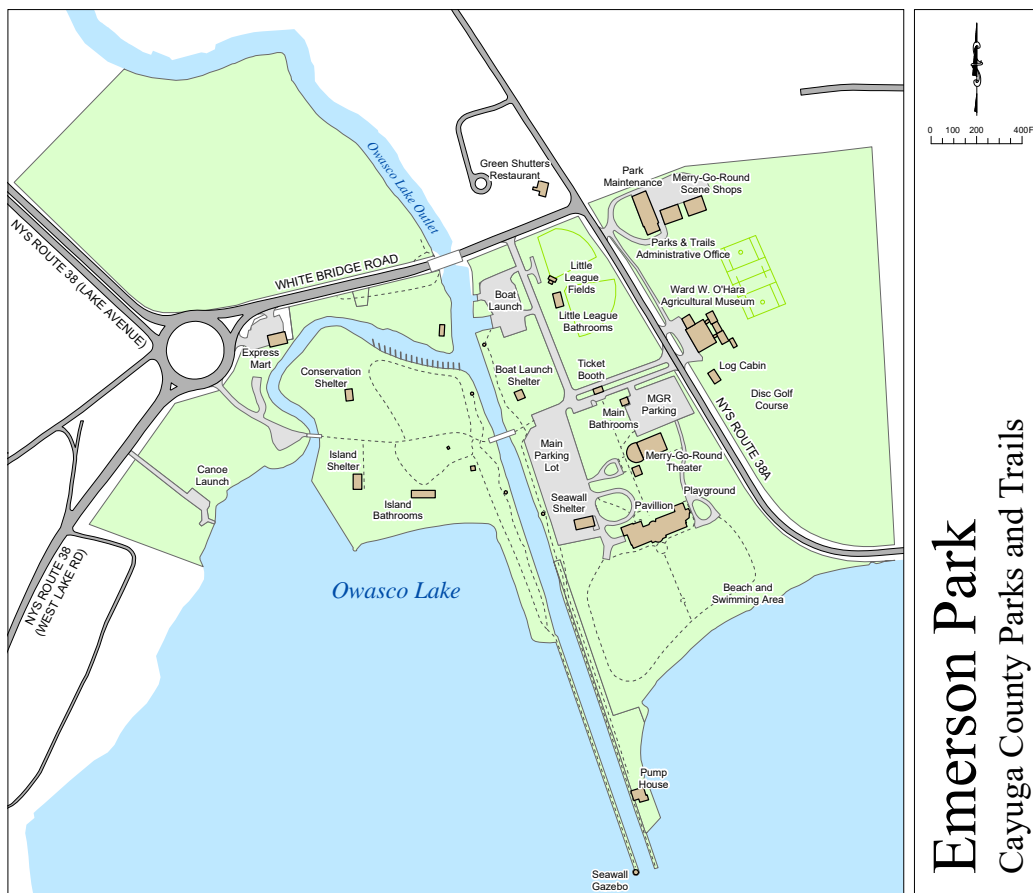 Owasco Lake Outlet
Green Shutters
Restaurant
Park
Maintenance
Merry-Go-Round
Scene Shops
Parks & Trails
Administrative Office
NYS ROUTE 38 (LAKE AVENUE)
WHITE BRIDGE ROAD
Little
League
Fields
Boat
Launch
Little League
Bathrooms
Ward W. O'Hara
Agricultural Museum
Express
Mart
Conservation
Shelter
Boat Launch
Shelter
Ticket
Booth
Log Cabin
Disc Golf
Course
MGR
Parking
Main
Bathrooms
NYS ROUTE 38A
Main
Parking
Lot
Merry-Go-Round
Theater
Canoe
Launch
Island
Shelter
Island
Bathrooms
Seawall
Shelter
Pavillion
Playground
NYS ROUTE 38
(WEST LAKE RD)
Owasco Lake
Beach and
Swimming Area
Pump
House
Seawall
Gazebo
0 100 200 400F
Emerson Park
Cayuga County Parks and Trails